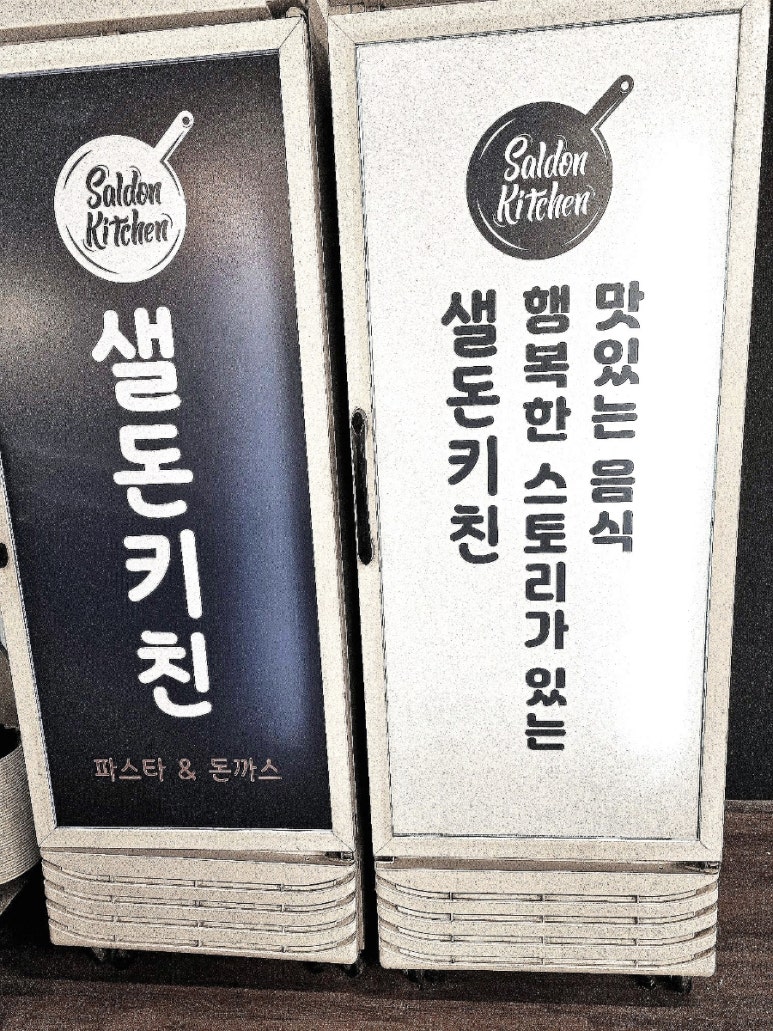 Saldon
Kitchen
샐돈키친
파스타 & 돈까스
Saldon
Kitchen
맛있는 음식
행복한 스토리가 있는
샐돈키친